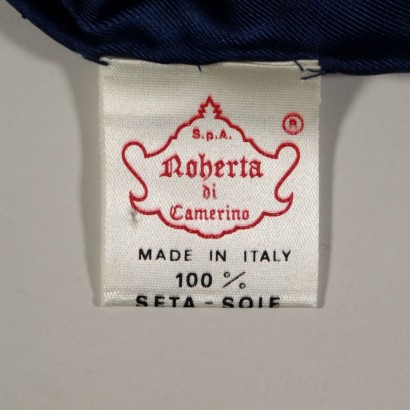 S.p.A. ®
Roberta
di
Camerino
MADE IN ITALY
100 %
SETA - SOIE